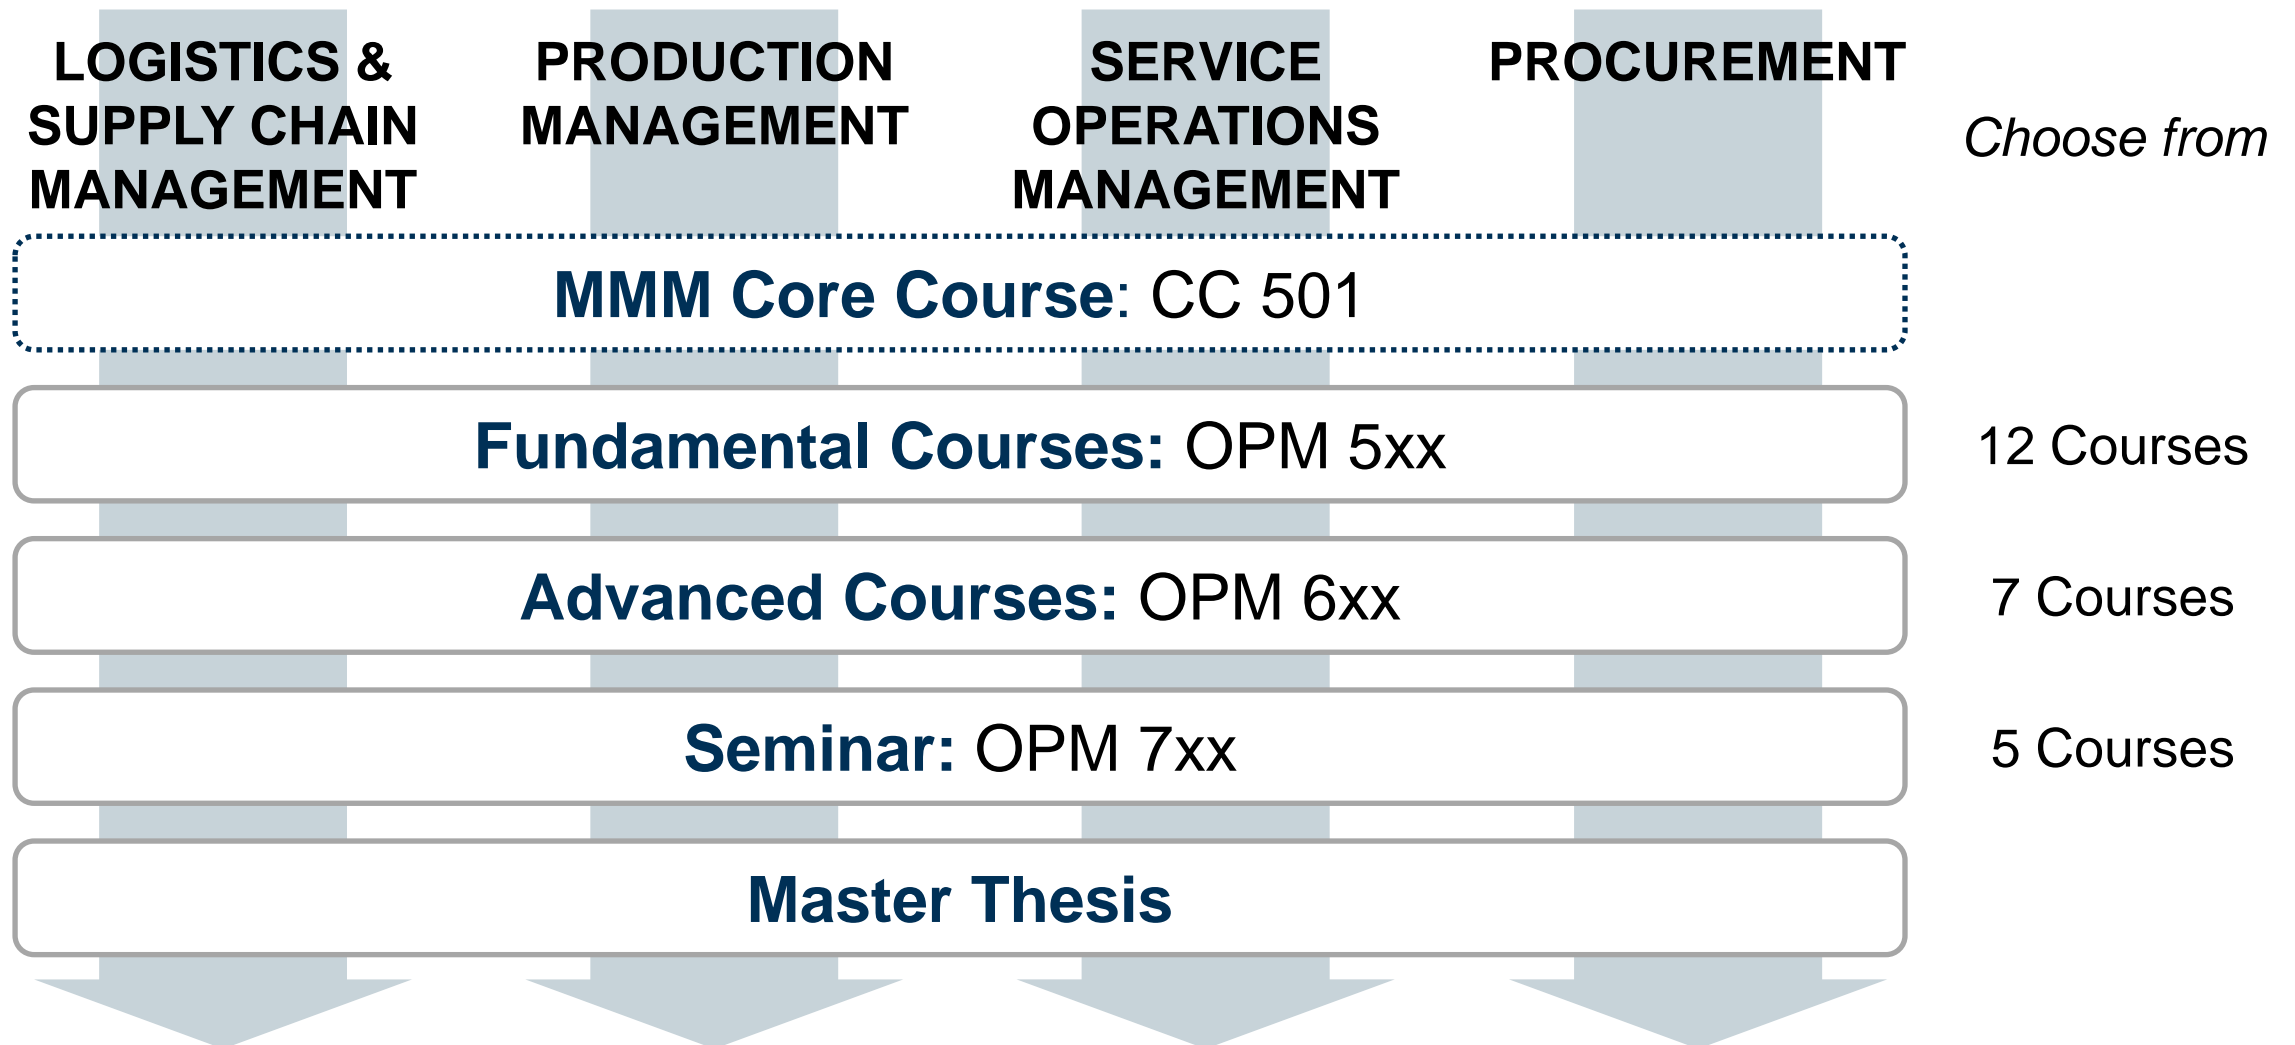 LOGISTICS &
SUPPLY CHAIN
MANAGEMENT
PRODUCTION
MANAGEMENT
SERVICE
OPERATIONS
MANAGEMENT
PROCUREMENT
Choose from
MMM Core Course: CC 501
Fundamental Courses: OPM 5xx
12 Courses
Advanced Courses: OPM 6xx
7 Courses
Seminar: OPM 7xx
5 Courses
Master Thesis